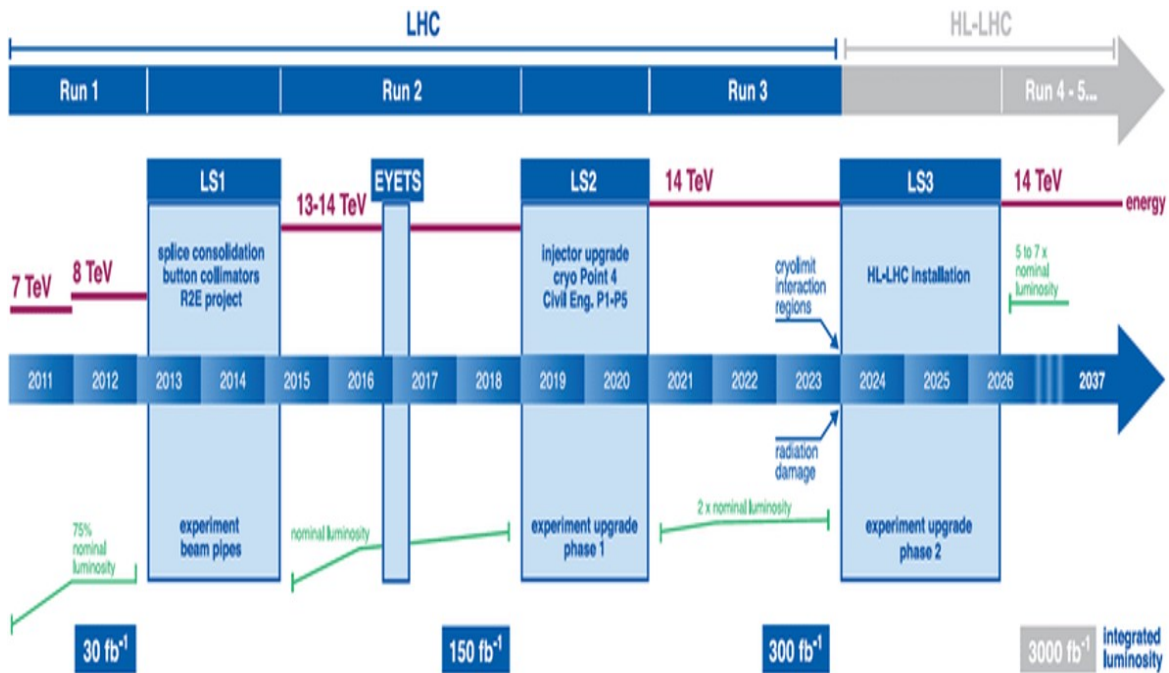 LHC
HL-LHC
Run 1
Run 2
Run 3
Run 4 - 5...
LS1
EYETS
LS2
14 TeV
LS3
14 TeV
energy
13-14 TeV
splice consolidation
button collimators
R2E project
injector upgrade
cryo Point 4
Civil Eng. P1-P5
cryolimit
interaction
regions
HL-LHC installation
5 to 7 x
nominal
luminosity
7 TeV
8 TeV
2011
2012
2013
2014
2015
2016
2017
2018
2019
2020
2021
2022
2023
2024
2025
2026
2037
radiation
damage
75%
nominal
luminosity
experiment
beam pipes
nominal luminosity
experiment upgrade
phase 1
2 x nominal luminosity
experiment upgrade
phase 2
30 fb⁻¹
150 fb⁻¹
300 fb⁻¹
3000 fb⁻¹
integrated
luminosity